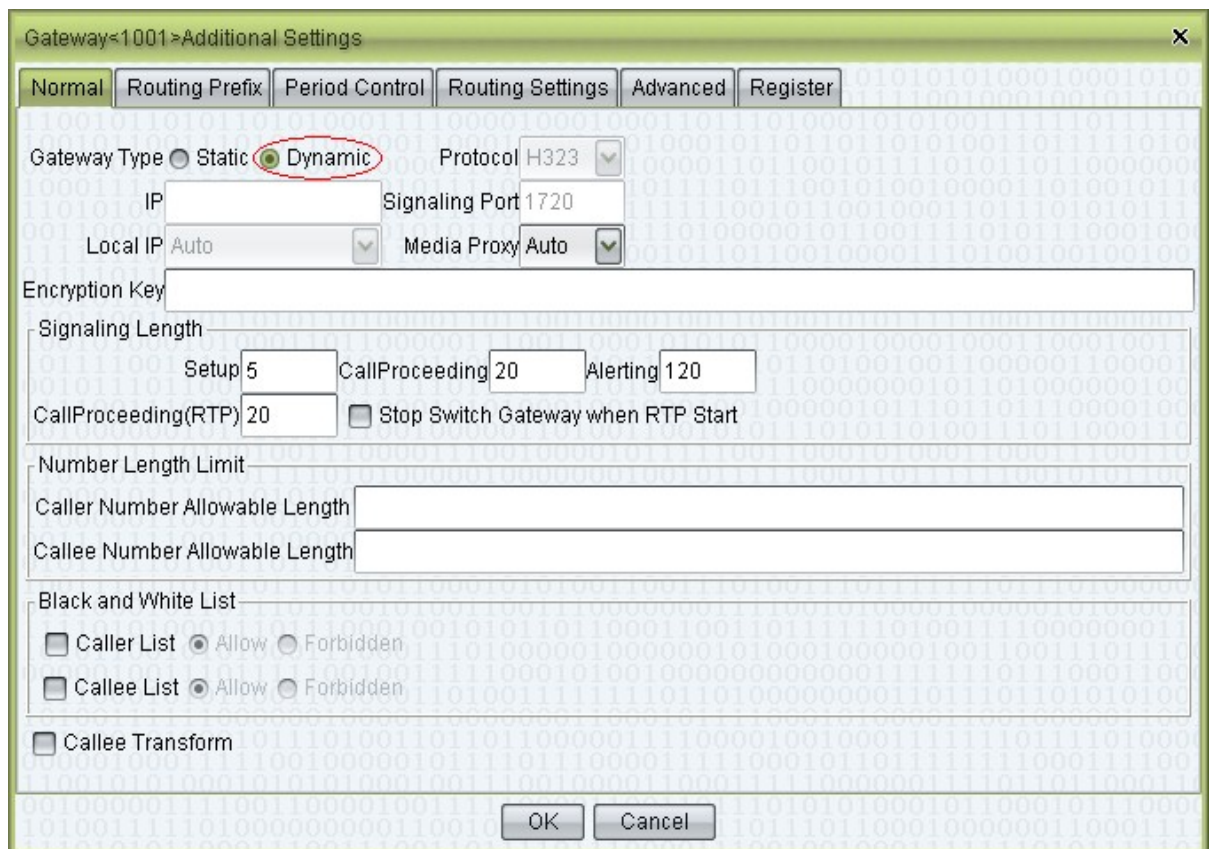 Gateway<1001>Additional Settings
Normal Routing Prefix Period Control Routing Settings Advanced Register
Gateway Type Static Dynamic Protocol H323
IP Signaling Port 1720
Local IP Auto Media Proxy Auto
Encryption Key
Signaling Length
Setup 5 CallProceeding 20 Alerting 120
CallProceeding(RTP) 20 Stop Switch Gateway when RTP Start
Number Length Limit
Caller Number Allowable Length
Callee Number Allowable Length
Black and White List
Caller List Allow Forbidden
Callee List Allow Forbidden
Callee Transform
OK Cancel